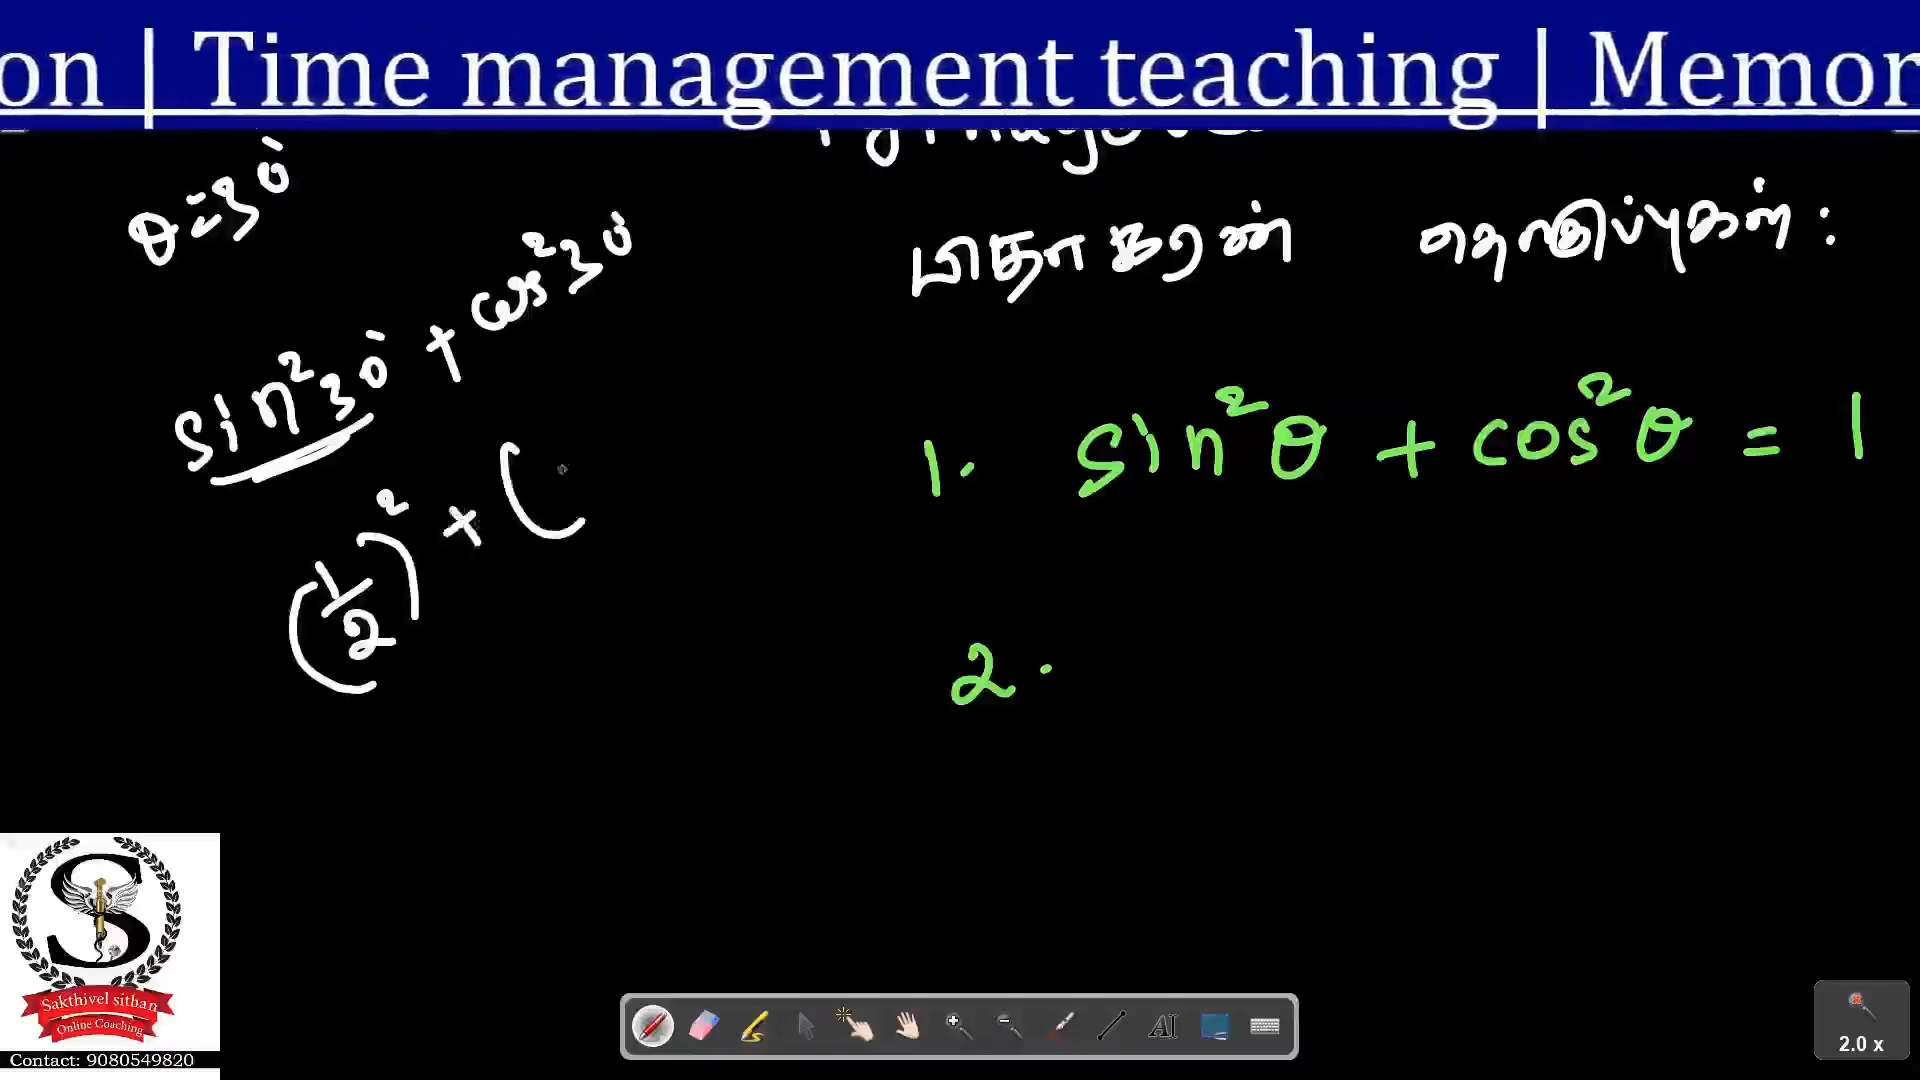 on | Time management teaching | Memor
θ=30°
sin²30° + cos²30°
(1/2)² + (
பிதாகரஸ்
1. sin²θ + cos²θ = 1
2.
Sakthivel sithan
Online Coaching
Contact: 9080549820
AI
2.0 x